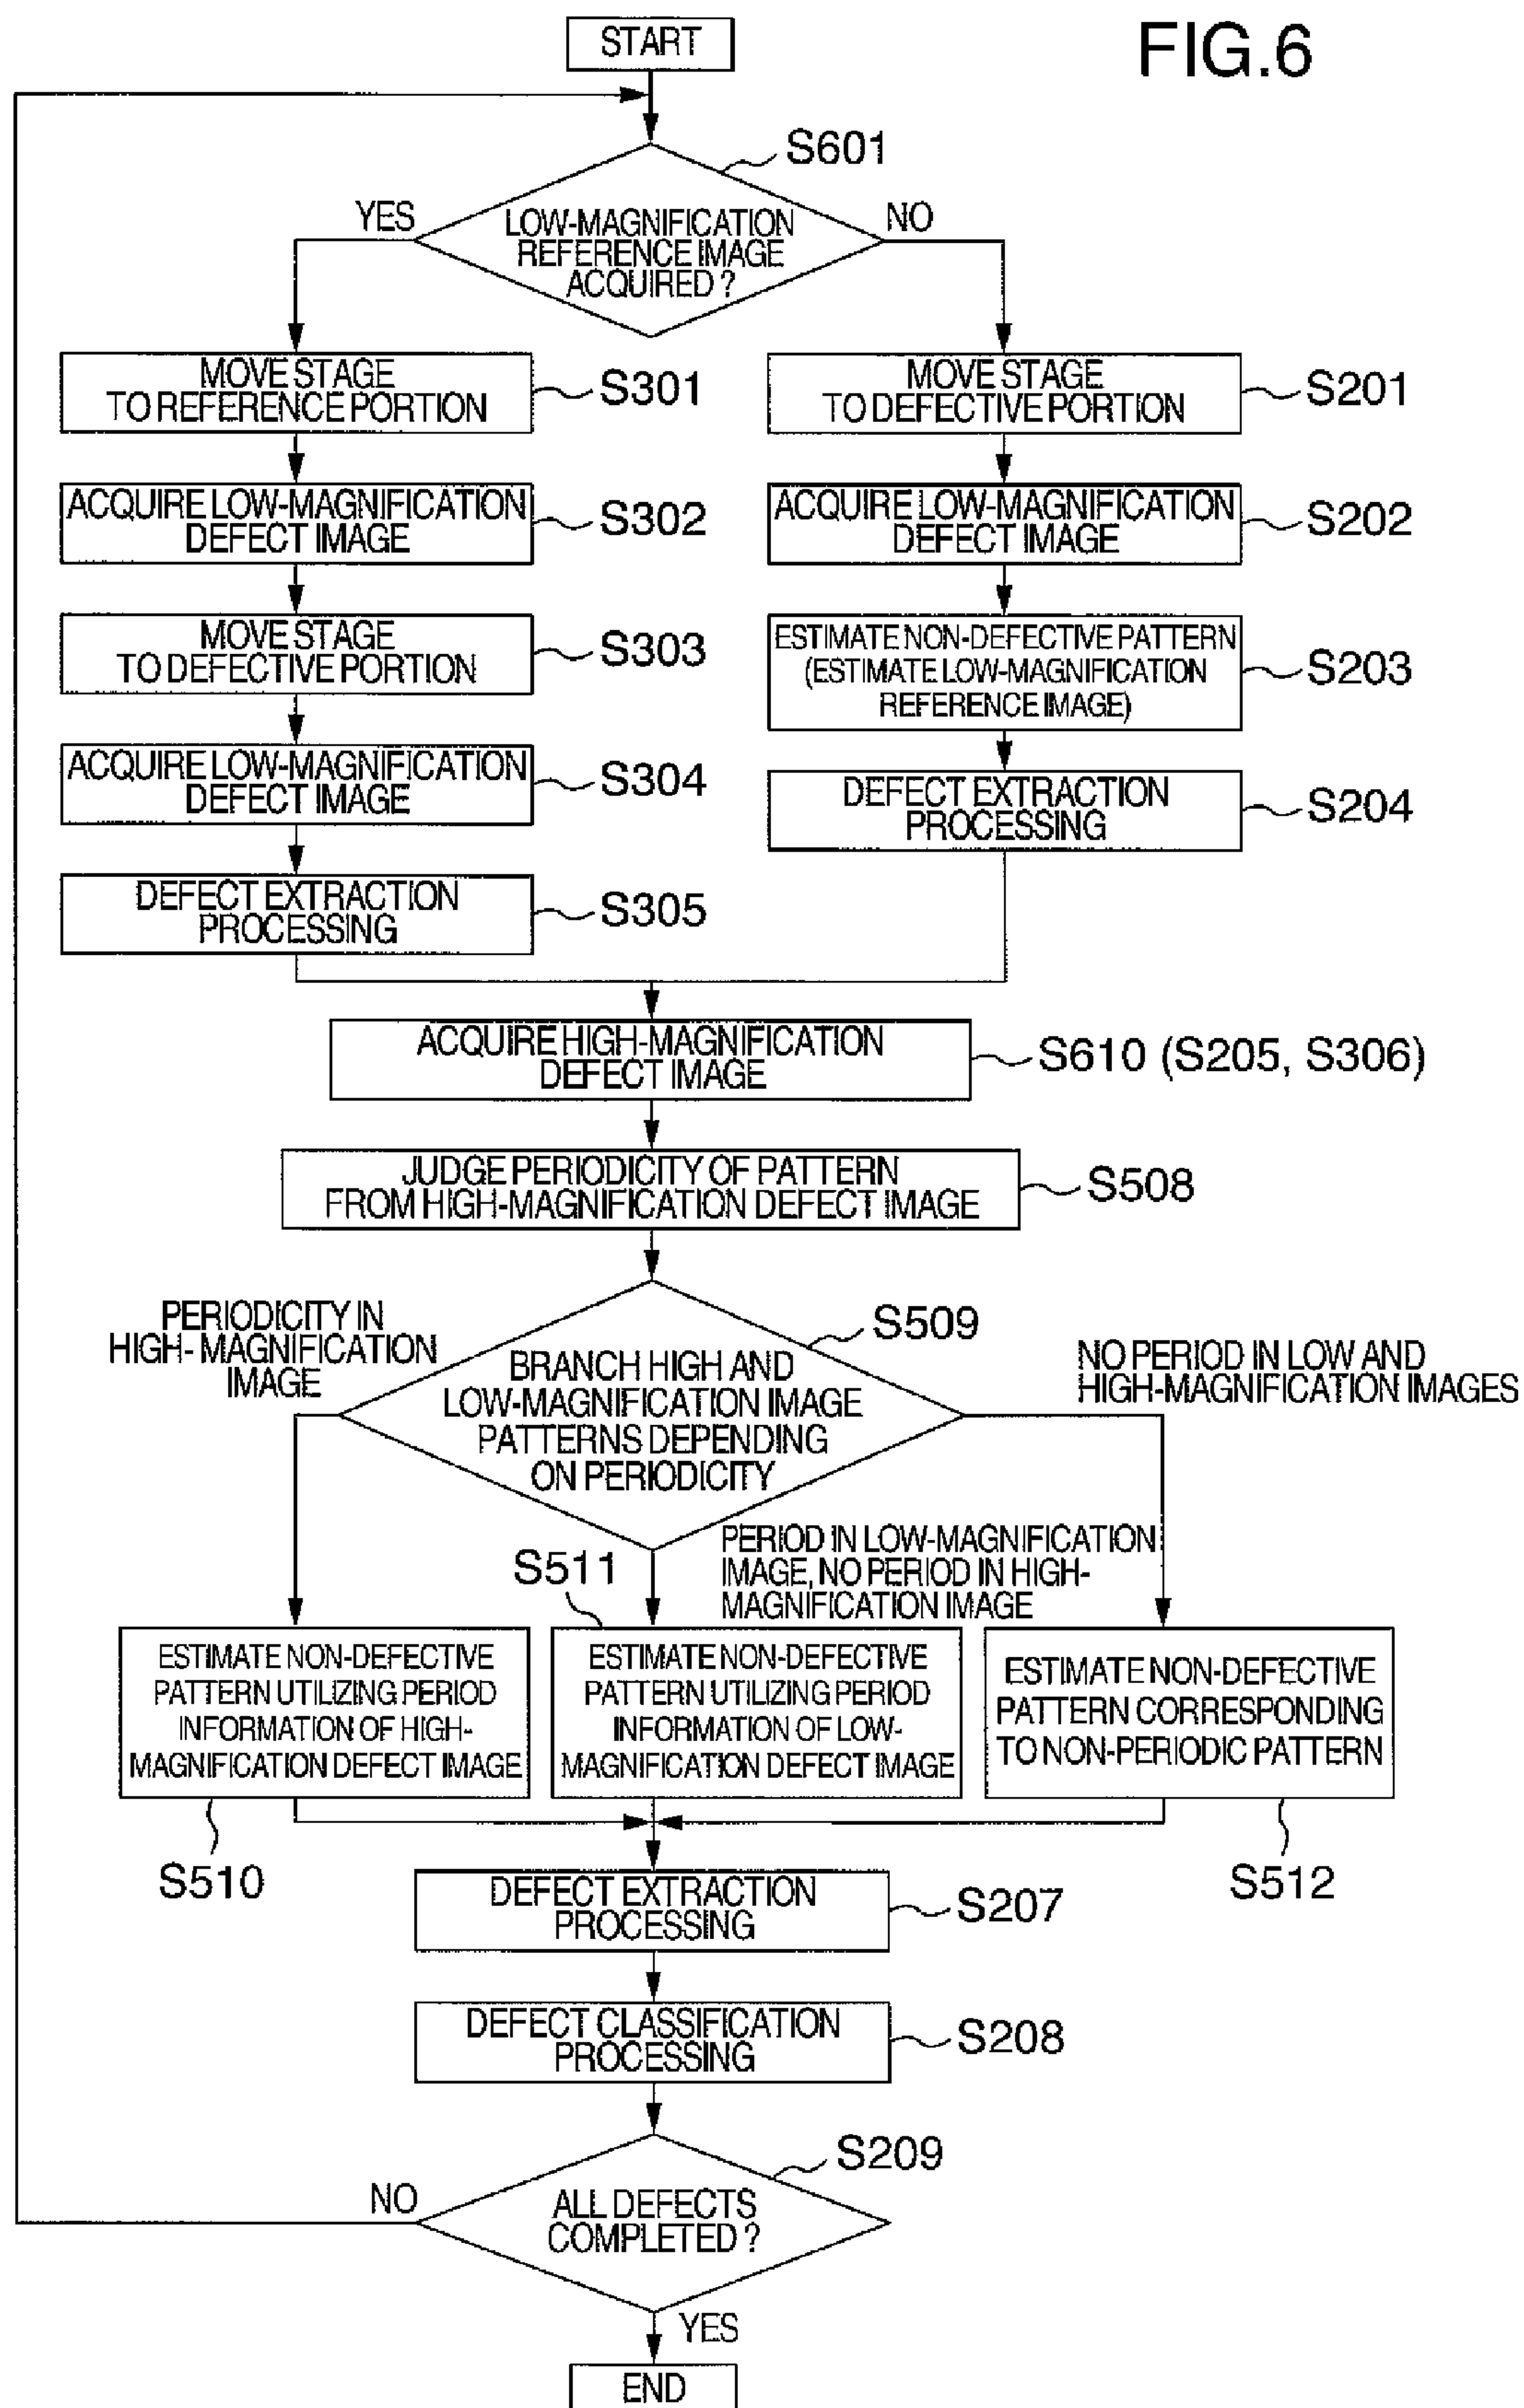 FIG.6
START
S601
YES
LOW-MAGNIFICATION
REFERENCE IMAGE
ACQUIRED ?
NO
MOVE STAGE
TO REFERENCE PORTION
S301
MOVE STAGE
TO DEFECTIVE PORTION
S201
ACQUIRE LOW-MAGNIFICATION
DEFECT IMAGE
S302
ACQUIRE LOW-MAGNIFICATION
DEFECT IMAGE
S202
MOVE STAGE
TO DEFECTIVE PORTION
S303
ESTIMATE NON-DEFECTIVE PATTERN
(ESTIMATE LOW-MAGNIFICATION
REFERENCE IMAGE)
S203
ACQUIRE LOW-MAGNIFICATION
DEFECT IMAGE
S304
DEFECT EXTRACTION
PROCESSING
S204
DEFECT EXTRACTION
PROCESSING
S305
ACQUIRE HIGH-MAGNIFICATION
DEFECT IMAGE
S610 (S205, S306)
JUDGE PERIODICITY OF PATTERN
FROM HIGH-MAGNIFICATION DEFECT IMAGE
S508
PERIODICITY IN
HIGH- MAGNIFICATION
IMAGE
S509
BRANCH HIGH AND
LOW-MAGNIFICATION IMAGE
PATTERNS DEPENDING
ON PERIODICITY
NO PERIOD IN LOW AND
HIGH-MAGNIFICATION IMAGES
S511
PERIOD IN LOW-MAGNIFICATION
IMAGE, NO PERIOD IN HIGH-
MAGNIFICATION IMAGE
ESTIMATE NON-DEFECTIVE
PATTERN UTILIZING PERIOD
INFORMATION OF HIGH-
MAGNIFICATION DEFECT IMAGE
ESTIMATE NON-DEFECTIVE
PATTERN UTILIZING PERIOD
INFORMATION OF LOW-
MAGNIFICATION DEFECT IMAGE
ESTIMATE NON-DEFECTIVE
PATTERN CORRESPONDING
TO NON-PERIODIC PATTERN
S510
S512
DEFECT EXTRACTION
PROCESSING
S207
DEFECT CLASSIFICATION
PROCESSING
S208
S209
NO
ALL DEFECTS
COMPLETED ?
YES
END